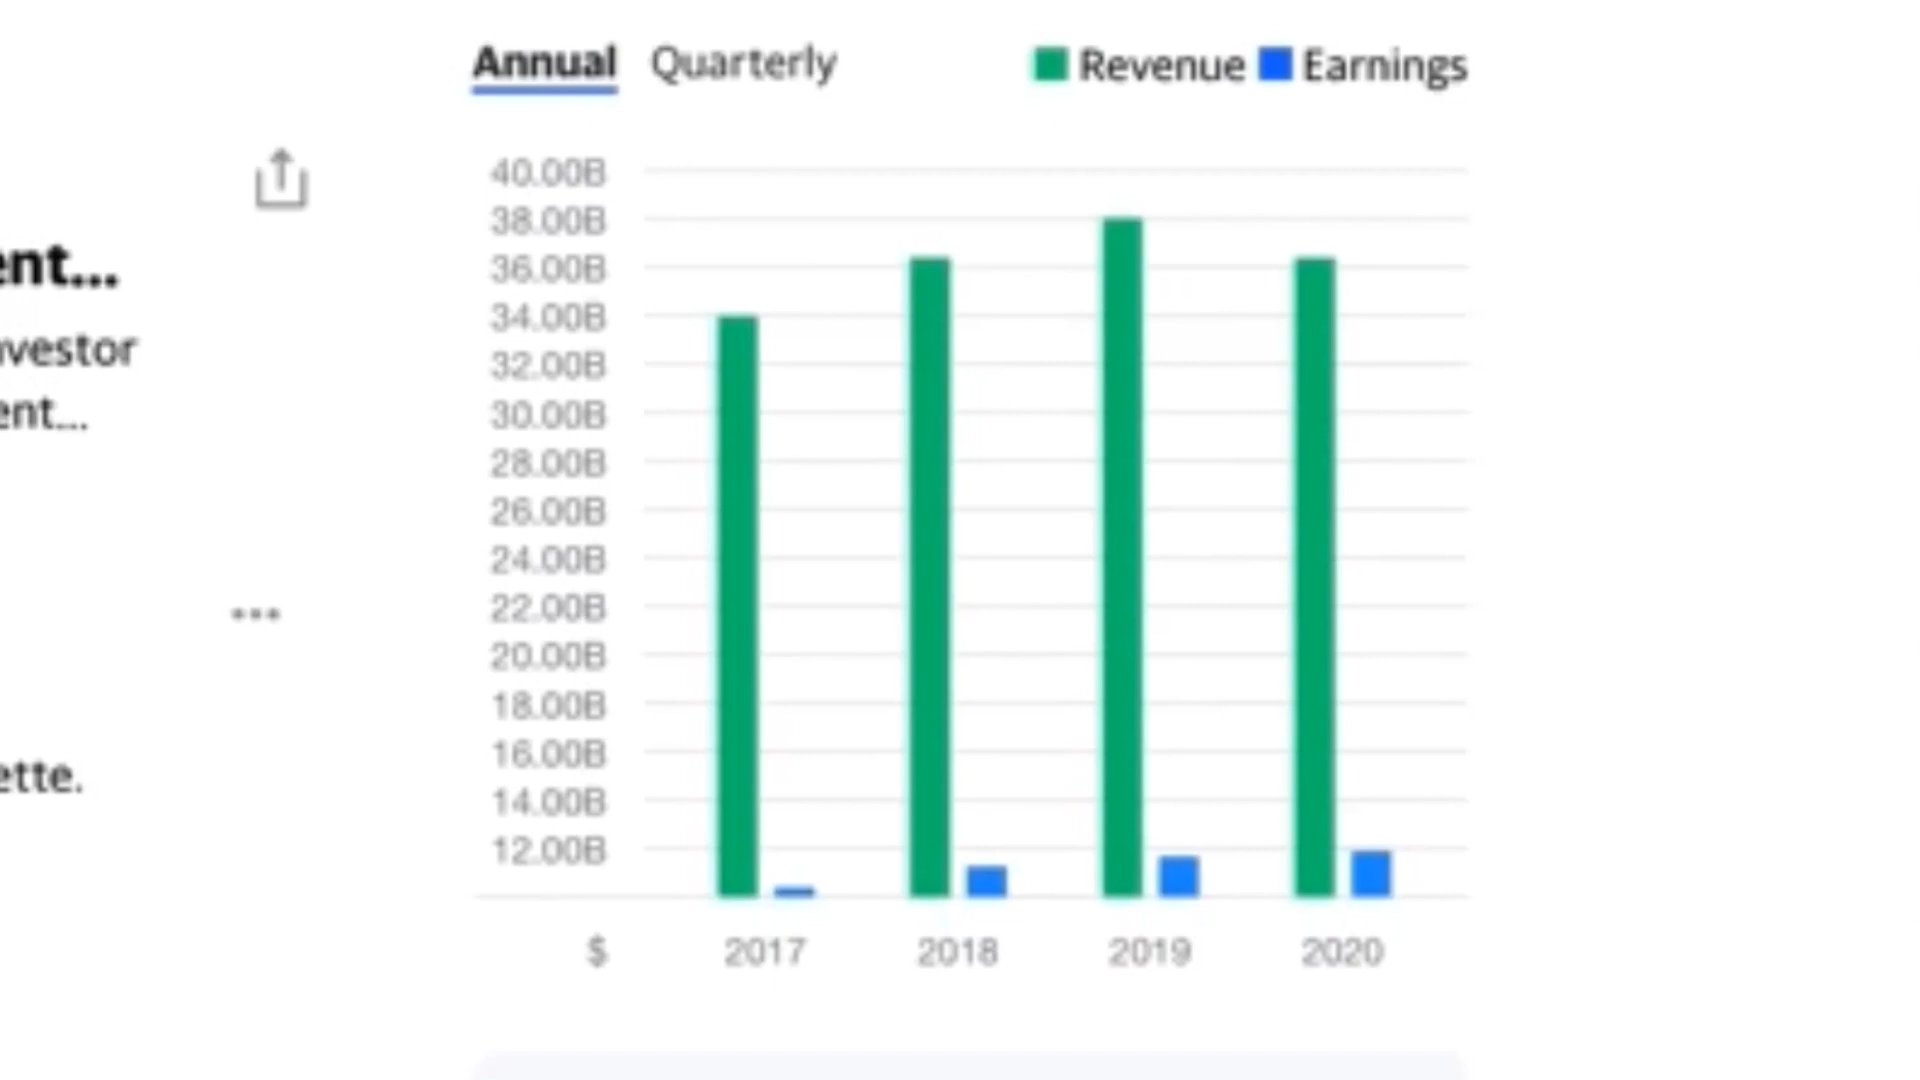 Annual Quarterly Revenue Earnings
40.00B
38.00B
36.00B
34.00B
32.00B
30.00B
28.00B
26.00B
24.00B
22.00B
20.00B
18.00B
16.00B
14.00B
12.00B
$ 2017 2018 2019 2020
ent...
nvestor
ent...
ette.